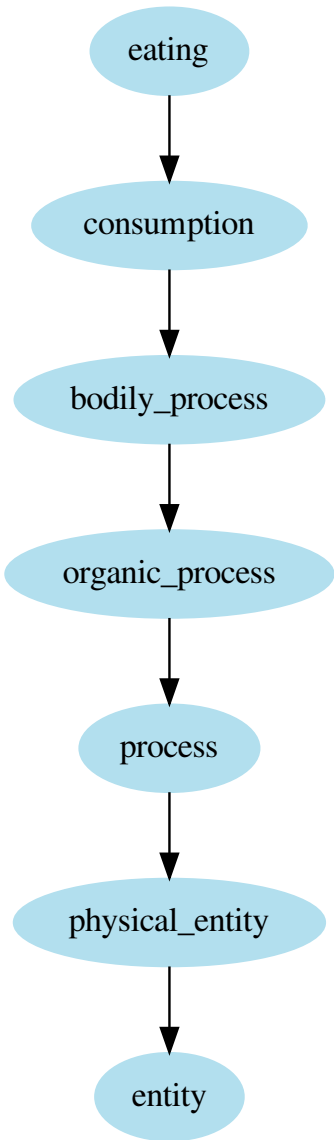 eating
consumption
bodily_process
organic_process
process
physical_entity
entity